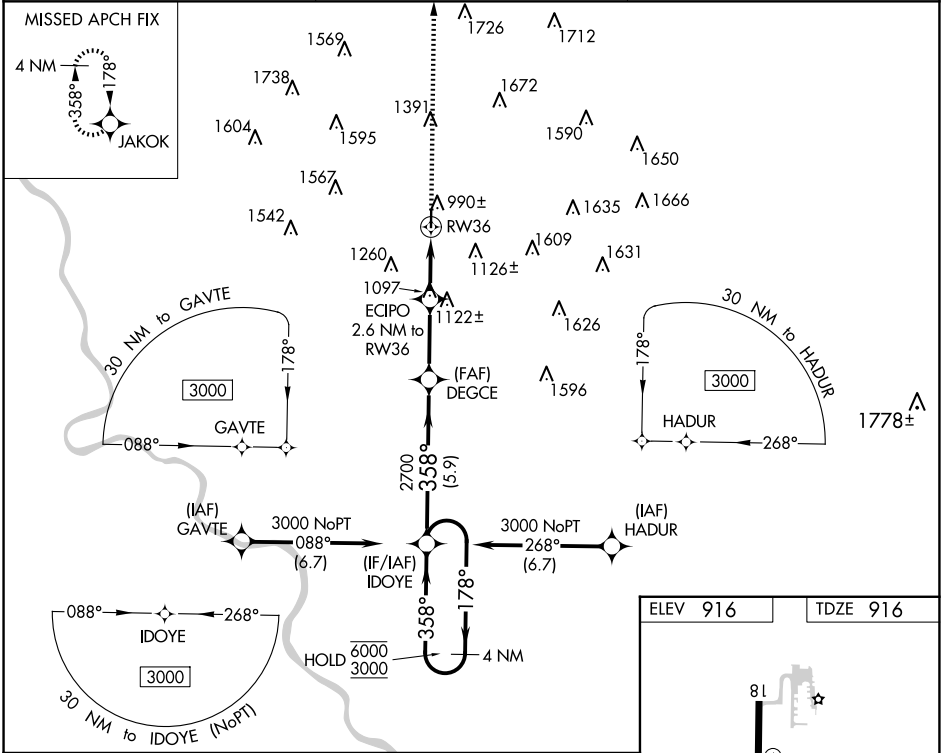 MISSED APCH FIX
4 NM
358°
178°
JAKOK
1726
1712
1569
1738
1672
1391
1604
1595
1590
1650
1567
990±
1635
1666
1542
RW36
1609
1260
1126±
1631
1097
ECIPO
2.6 NM to
RW36
1122±
1626
30 NM to GAVTE
178°
3000
GAVTE
088°
(FAF)
DEGCE
1596
30 NM to HADUR
178°
3000
HADUR
268°
1778±
2700
358°
(5.9)
(IAF)
GAVTE
3000 NoPT
088°
(6.7)
(IF/IAF)
IDOYE
3000 NoPT
268°
(6.7)
(IAF)
HADUR
088°
268°
IDOYE
3000
30 NM to IDOYE (NoPT)
358°
178°
HOLD 6000
3000
4 NM
ELEV 916
TDZE 916
18